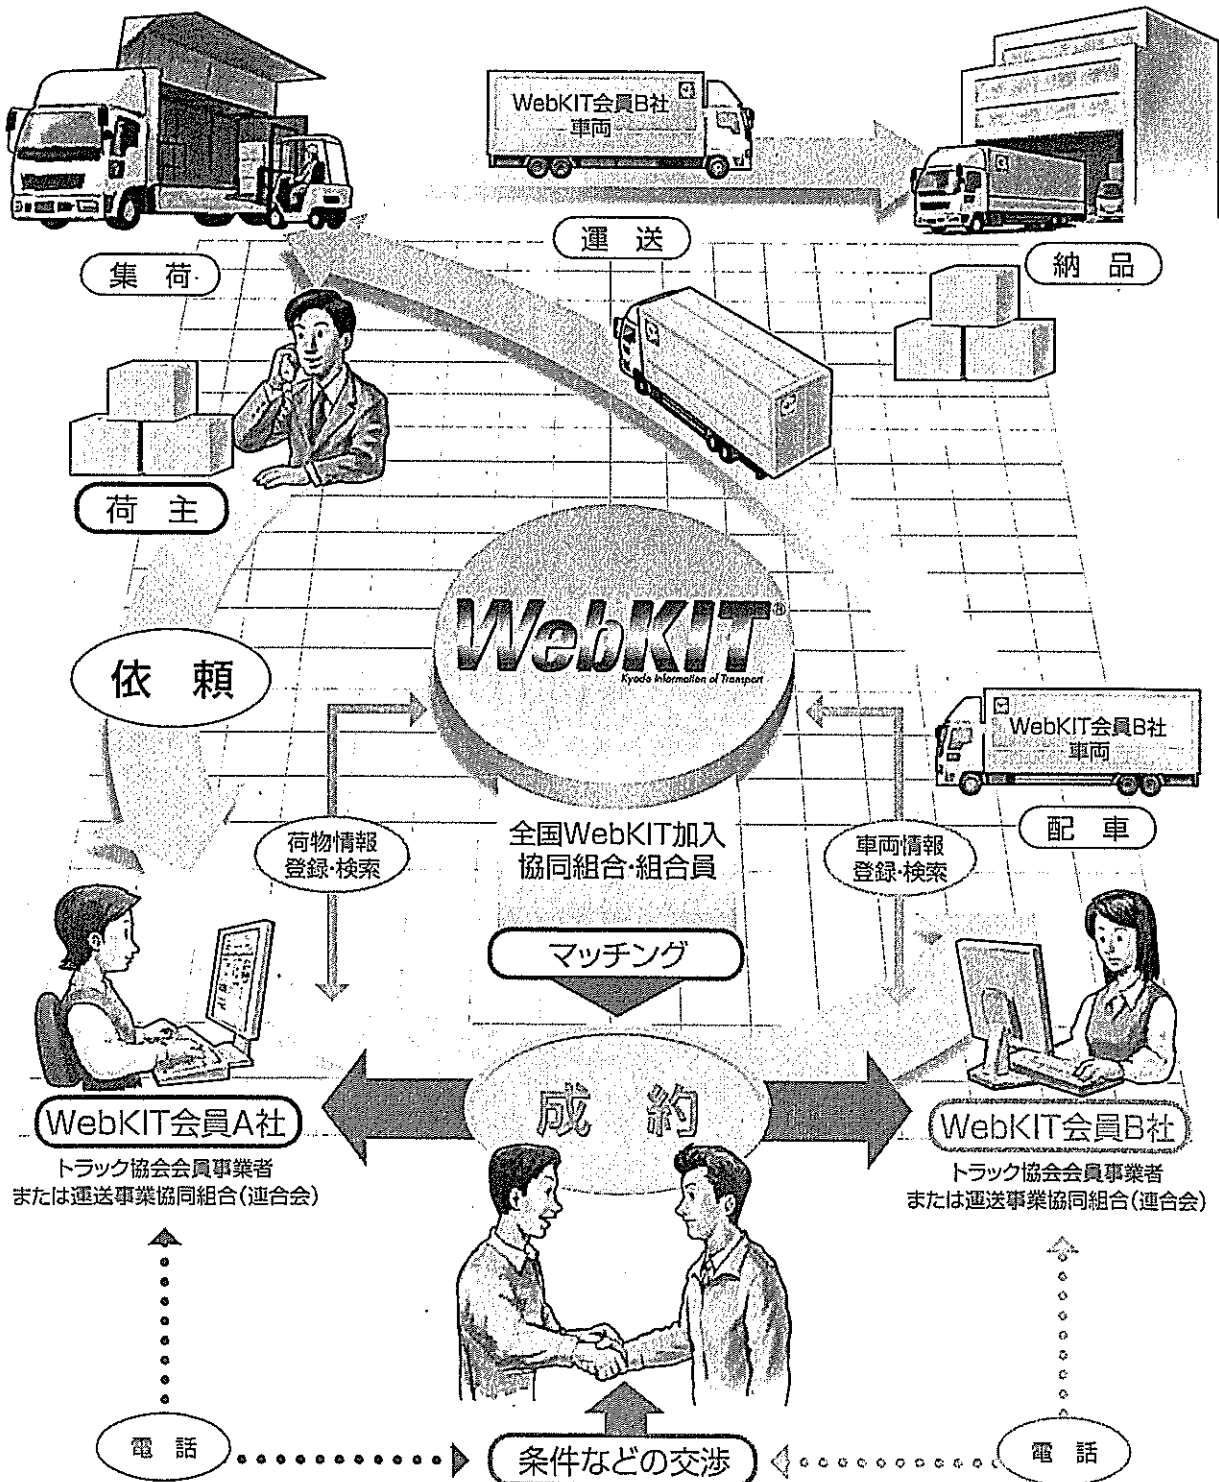 WebKIT会員B社
車両
運 送
集 荷
納 品
荷 主
WebKIT®
Kyodo Information of Transport
依 頼
WebKIT会員B社
車両
配 車
荷物情報
登録・検索
全国WebKIT加入
協同組合・組合員
車両情報
登録・検索
マッチング
成 約
WebKIT会員A社
トラック協会会員事業者
または運送事業協同組合(連合会)
WebKIT会員B社
トラック協会会員事業者
または運送事業協同組合(連合会)
電 話
条件などの交渉
電 話